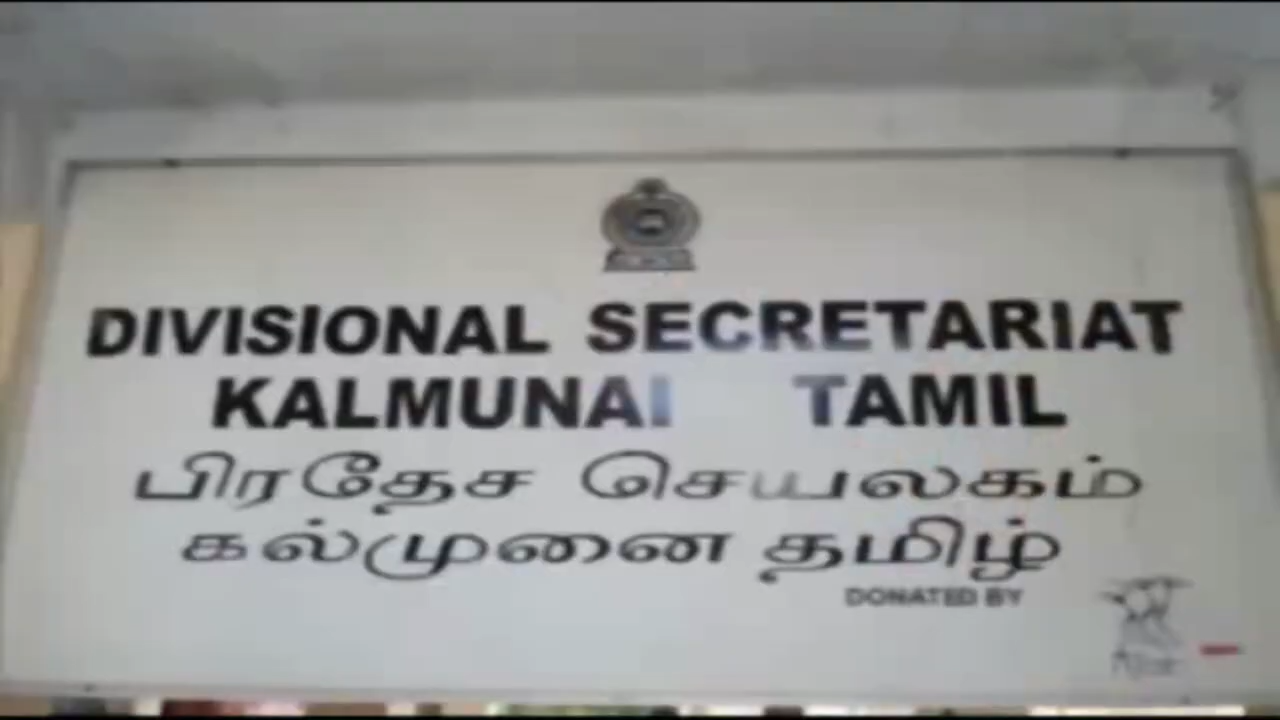 DIVISIONAL SECRETARIAT
KALMUNAI TAMIL
பிரதேச செயலகம்
கல்முனை தமிழ்
DONATED BY